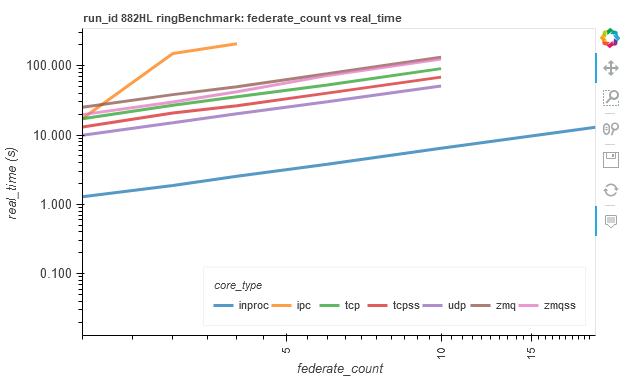 run_id 882HL ringBenchmark: federate_count vs real_time
100.000
10.000
1.000
0.100
real_time (s)
core_type
inproc ipc tcp tcpss udp zmq zmqss
5 10 15
federate_count